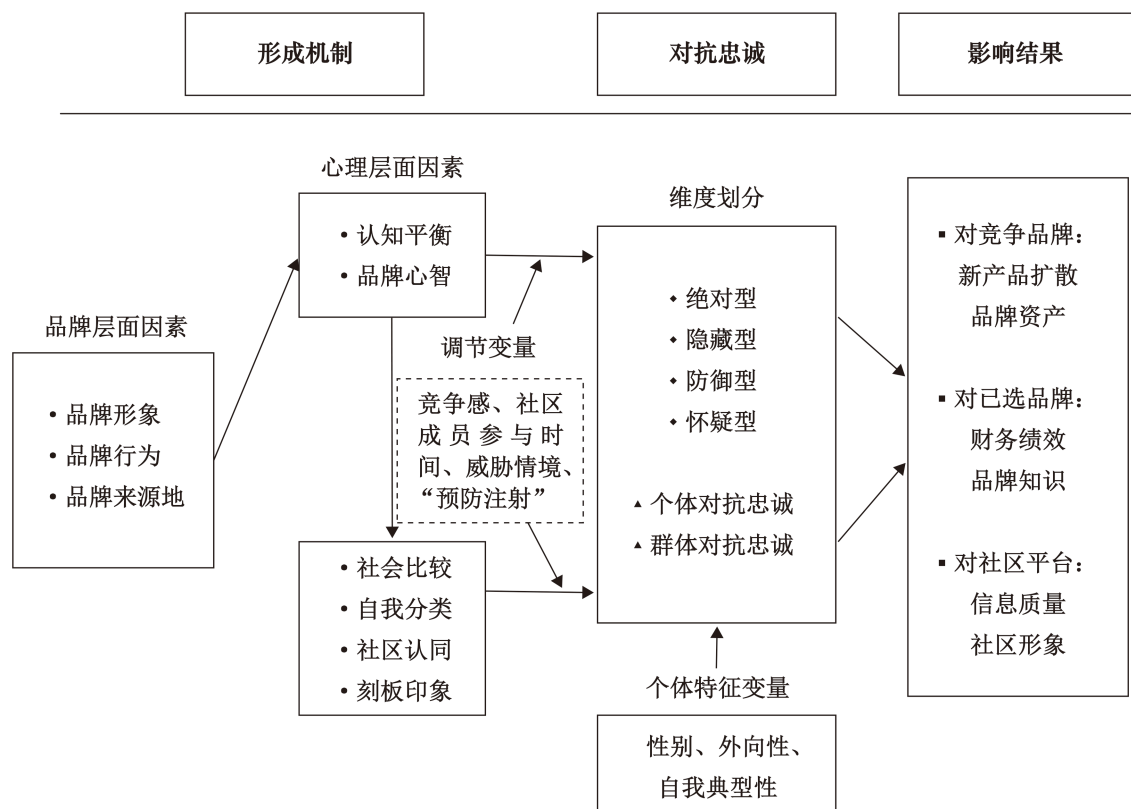 形成机制
对抗忠诚
影响结果
品牌层面因素
• 品牌形象
• 品牌行为
• 品牌来源地
心理层面因素
• 认知平衡
• 品牌心智
调节变量
竞争感、社区
成员参与时
间、威胁情境、
“预防注射”
• 社会比较
• 自我分类
• 社区认同
• 刻板印象
维度划分
◆ 绝对型
◆ 隐藏型
◆ 防御型
◆ 怀疑型
▲ 个体对抗忠诚
▲ 群体对抗忠诚
个体特征变量
性别、外向性、
自我典型性
■ 对竞争品牌：
新产品扩散
品牌资产
■ 对已选品牌：
财务绩效
品牌知识
■ 对社区平台：
信息质量
社区形象